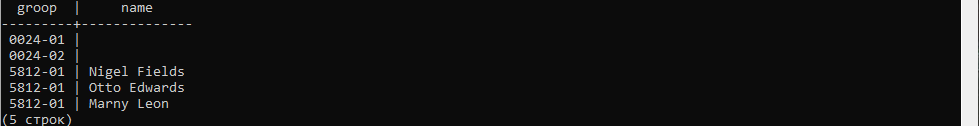 groop | name
---------+--------------
0024-01 |
0024-02 |
5812-01 | Nigel Fields
5812-01 | Otto Edwards
5812-01 | Marny Leon
(5 строк)